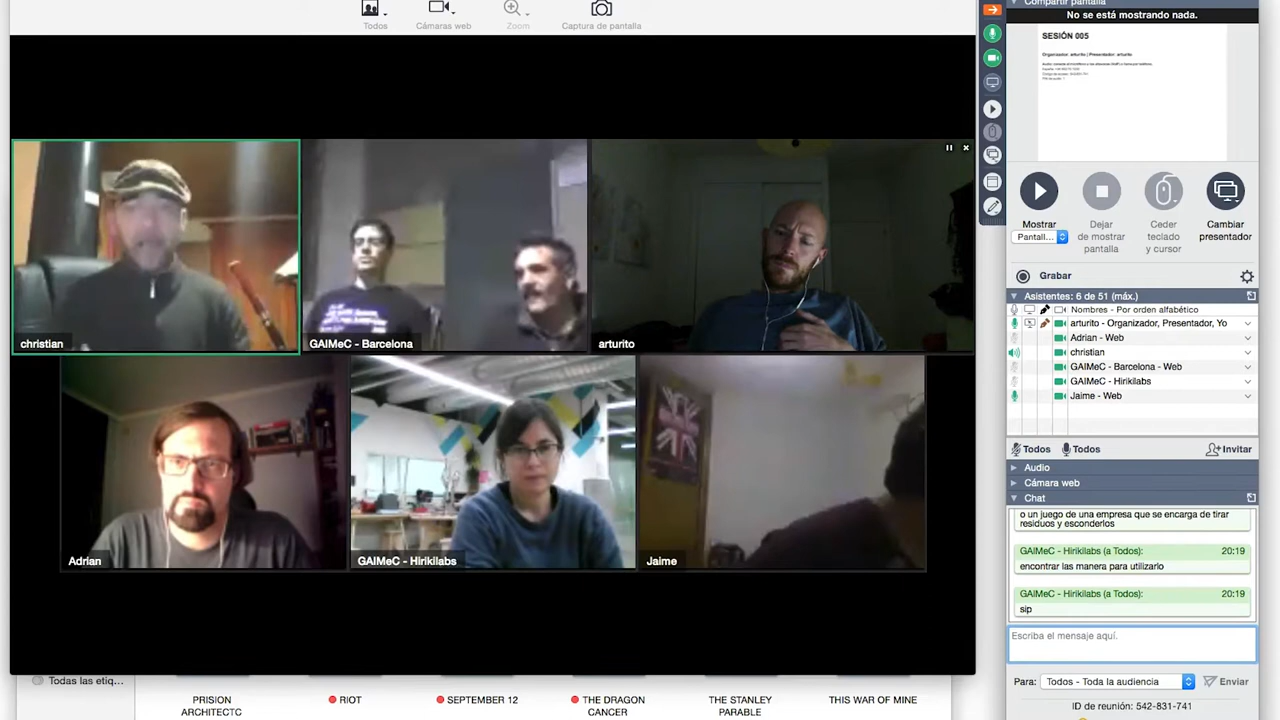 Todos
Cámaras web
Zoom
Captura de pantalla
christian
GAIMeC - Barcelona
arturito
Adrian
GAIMeC - Hirikilabs
Jaime
Todas las etiq...
PRISION
ARCHITECTC
RIOT
SEPTEMBER 12
THE DRAGON
CANCER
THE STANLEY
PARABLE
THIS WAR OF MINE
Compartir pantalla
No se está mostrando nada.
SESIÓN 005
Organizador: arturito | Presentador: arturito
Mostrar
Pantall...
Dejar
de mostrar
pantalla
Ceder
teclado
y cursor
Cambiar
presentador
Grabar
Asistentes: 6 de 51 (máx.)
Nombres - Por orden alfabético
arturito - Organizador, Presentador, Yo
Adrian - Web
christian
GAIMeC - Barcelona - Web
GAIMeC - Hirikilabs
Jaime - Web
Todos
Todos
Invitar
Audio
Cámara web
Chat
o un juego de una empresa que se encarga de tirar
residuos y esconderlos
GAIMeC - Hirikilabs (a Todos): 20:19
encontrar las manera para utilizarlo
GAIMeC - Hirikilabs (a Todos): 20:19
sip
Escriba el mensaje aquí.
Para: Todos - Toda la audiencia Enviar
ID de reunión: 542-831-741